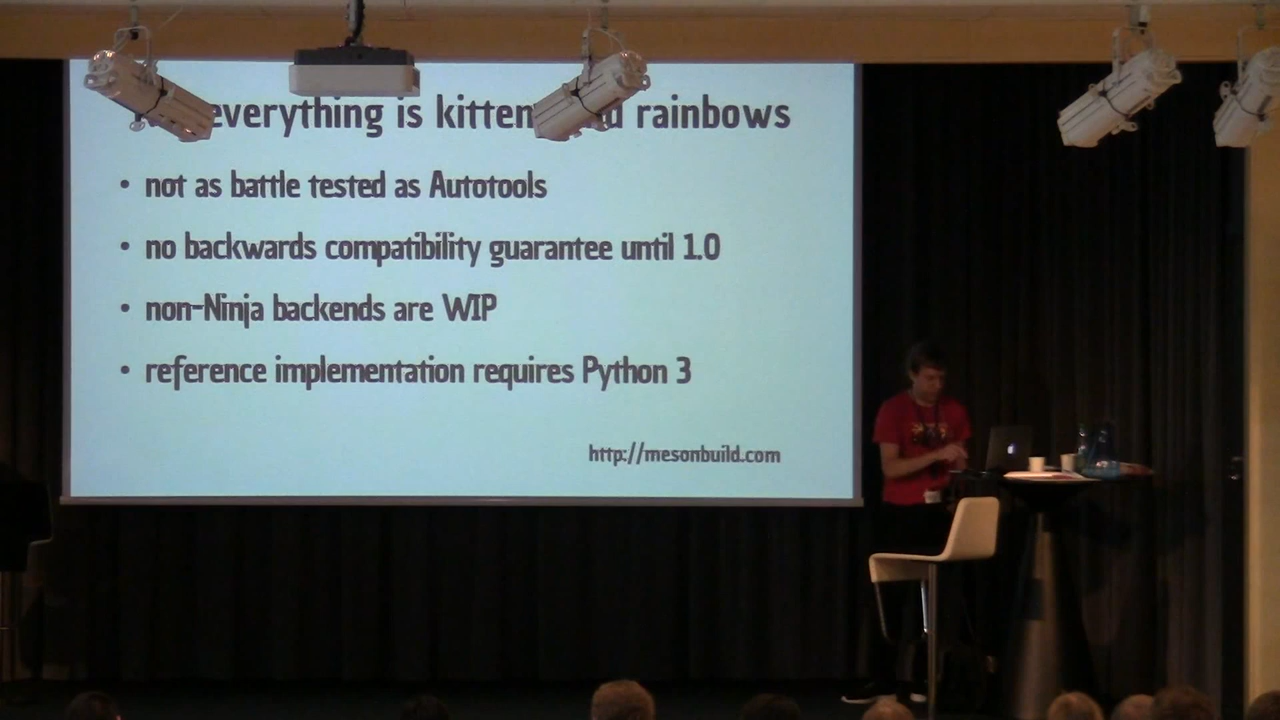 everything is kitten rainbows
• not as battle tested as Autotools
• no backwards compatibility guarantee until 1.0
• non-Ninja backends are WIP
• reference implementation requires Python 3
http://mesonbuild.com